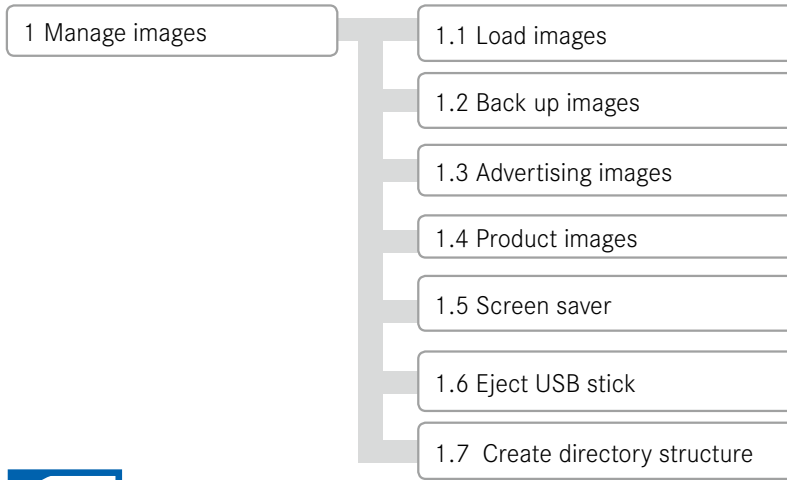 1 Manage images
1.1 Load images
1.2 Back up images
1.3 Advertising images
1.4 Product images
1.5 Screen saver
1.6 Eject USB stick
1.7 Create directory structure